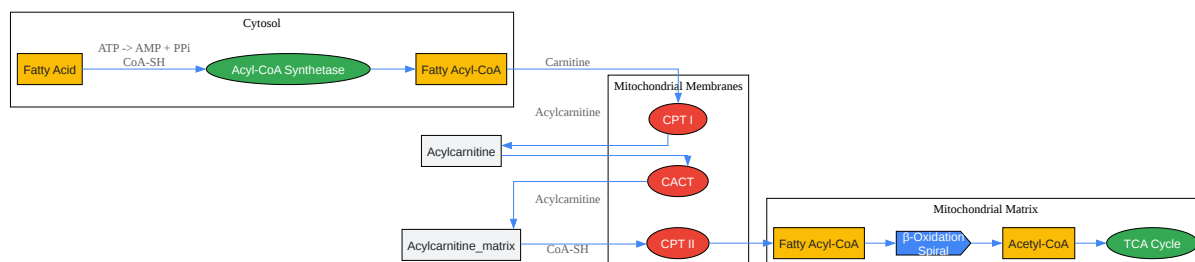 Cytosol
ATP -> AMP + PPi
CoA-SH
Fatty Acid
Acyl-CoA Synthetase
Fatty Acyl-CoA
Carnitine
Mitochondrial Membranes
Acylcarnitine
CPT I
Acylcarnitine
CACT
Acylcarnitine
Mitochondrial Matrix
Acylcarnitine_matrix
CoA-SH
CPT II
Fatty Acyl-CoA
β-Oxidation
Spiral
Acetyl-CoA
TCA Cycle